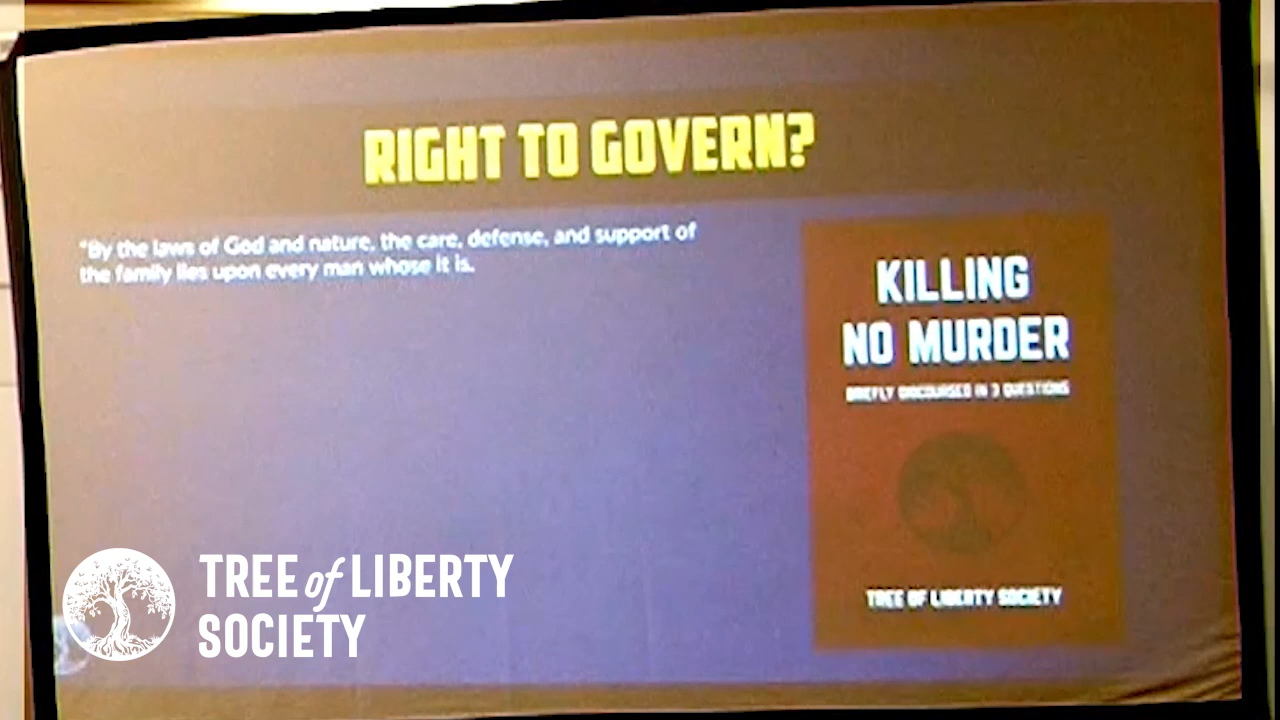 RIGHT TO GOVERN?
"By the laws of God and nature, the care, defense, and support of
the family lies upon every man whose it is.
KILLING
NO MURDER
BRIEFLY DISCOURSED IN 3 QUESTIONS
TREE OF LIBERTY SOCIETY
TREE of LIBERTY
SOCIETY